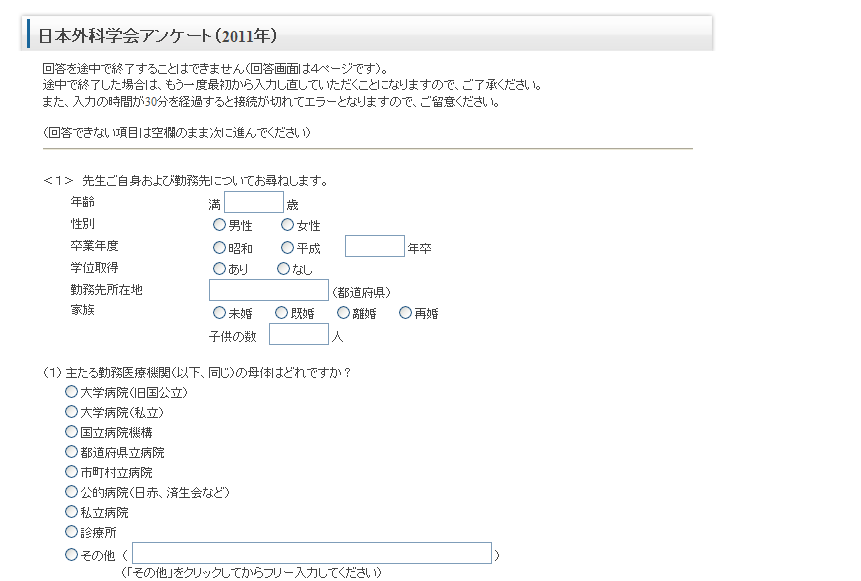 日本外科学会アンケート（2011年）
回答を途中で終了することはできません（回答画面は4ページです）。
途中で終了した場合は、もう一度最初から入力し直していただくことになりますので、ご了承ください。
また、入力の時間が30分を経過すると接続が切れてエラーとなりますので、ご留意ください。
（回答できない項目は空欄のまま次に進んでください）
＜1＞ 先生ご自身および勤務先についてお尋ねします。
年齢 満 歳
性別 男性 女性
卒業年度 昭和 平成 年卒
学位取得 あり なし
勤務先所在地 （都道府県）
家族 未婚 既婚 離婚 再婚
子供の数 人
（1） 主たる勤務医療機関（以下、同じ）の母体はどれですか？
大学病院（旧国公立）
大学病院（私立）
国立病院機構
都道府県立病院
市町村立病院
公的病院（日赤、済生会など）
私立病院
診療所
その他（ ）
（「その他」をクリックしてからフリー入力してください）